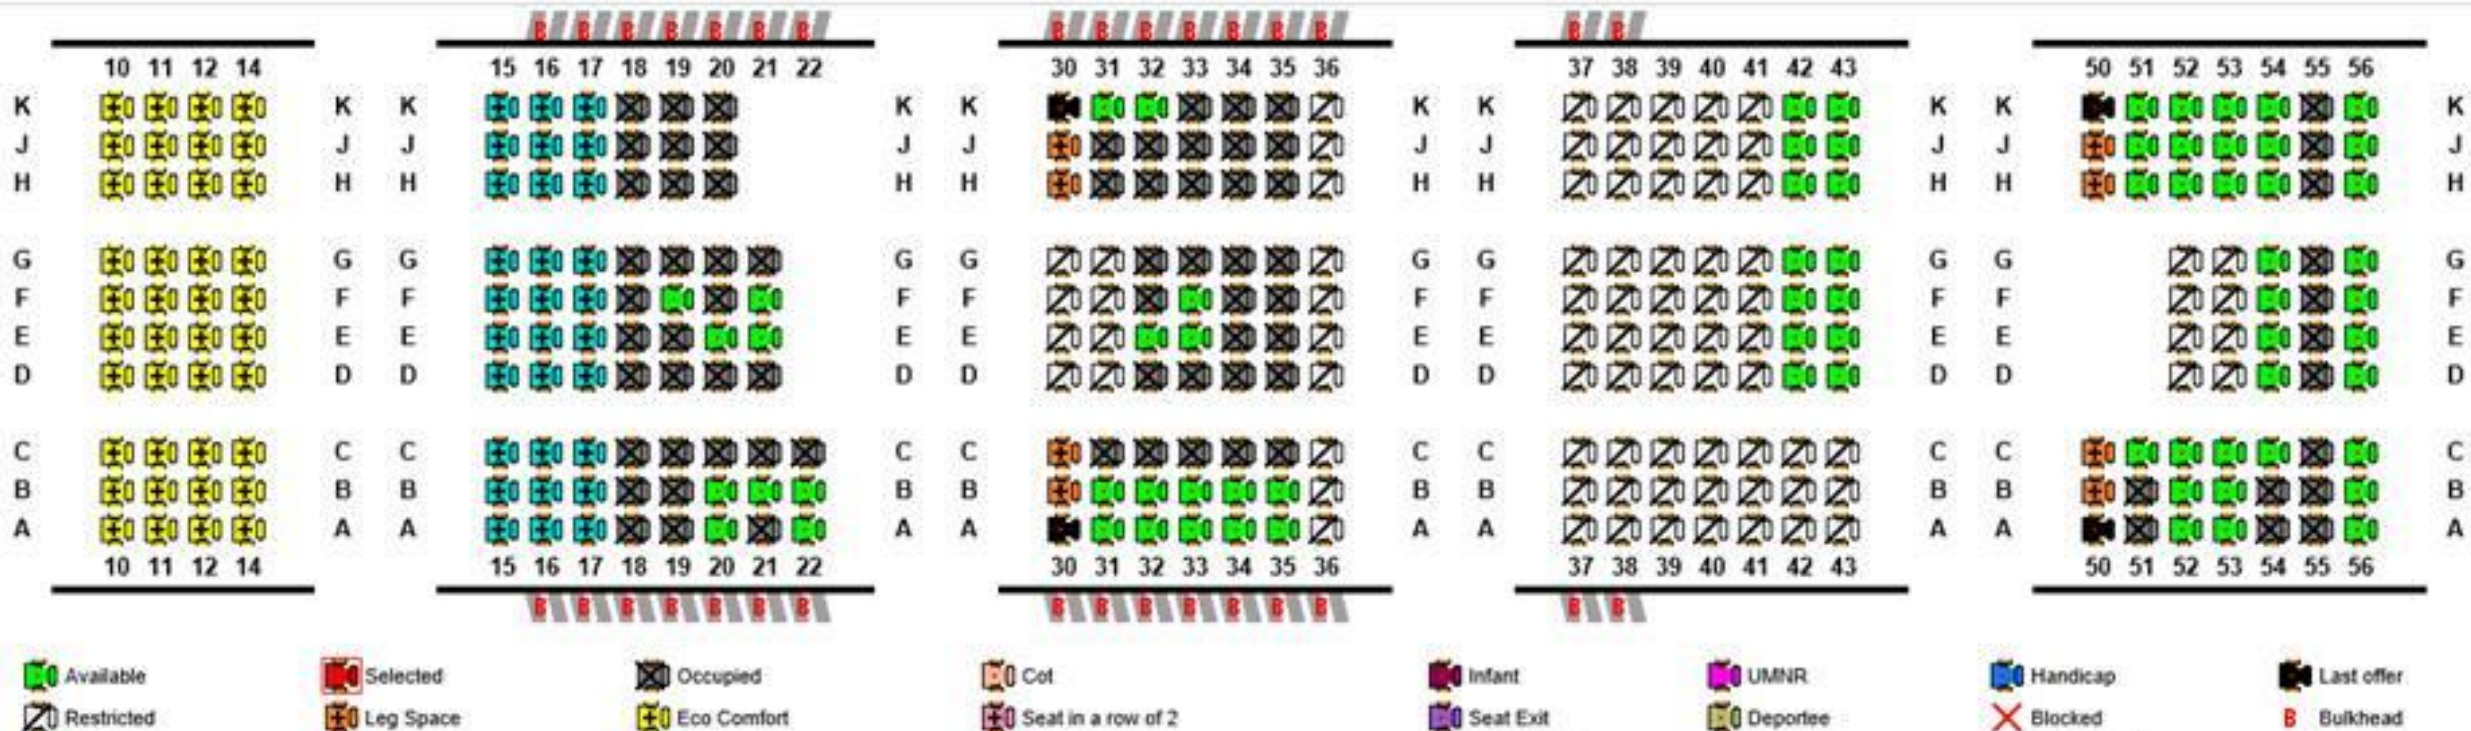 B B B B B B B B B B B B B B B B
10 11 12 14 15 16 17 18 19 20 21 22 30 31 32 33 34 35 36 37 38 39 40 41 42 43 50 51 52 53 54 55 56
K K K K K K K K K
J J J J J J J J J
H H H H H H H H H
G G G G G G G G G
F F F F F F F F F
E E E E E E E E E
D D D D D D D D D
C C C C C C C C C
B B B B B B B B B
A A A A A A A A A
10 11 12 14 15 16 17 18 19 20 21 22 30 31 32 33 34 35 36 37 38 39 40 41 42 43 50 51 52 53 54 55 56
B B B B B B B B B B B B B B B B
Available Selected Occupied Cot Infant UMNR Handicap Last offer
Restricted Leg Space Eco Comfort Seat in a row of 2 Seat Exit Deportee Blocked B Bulkhead